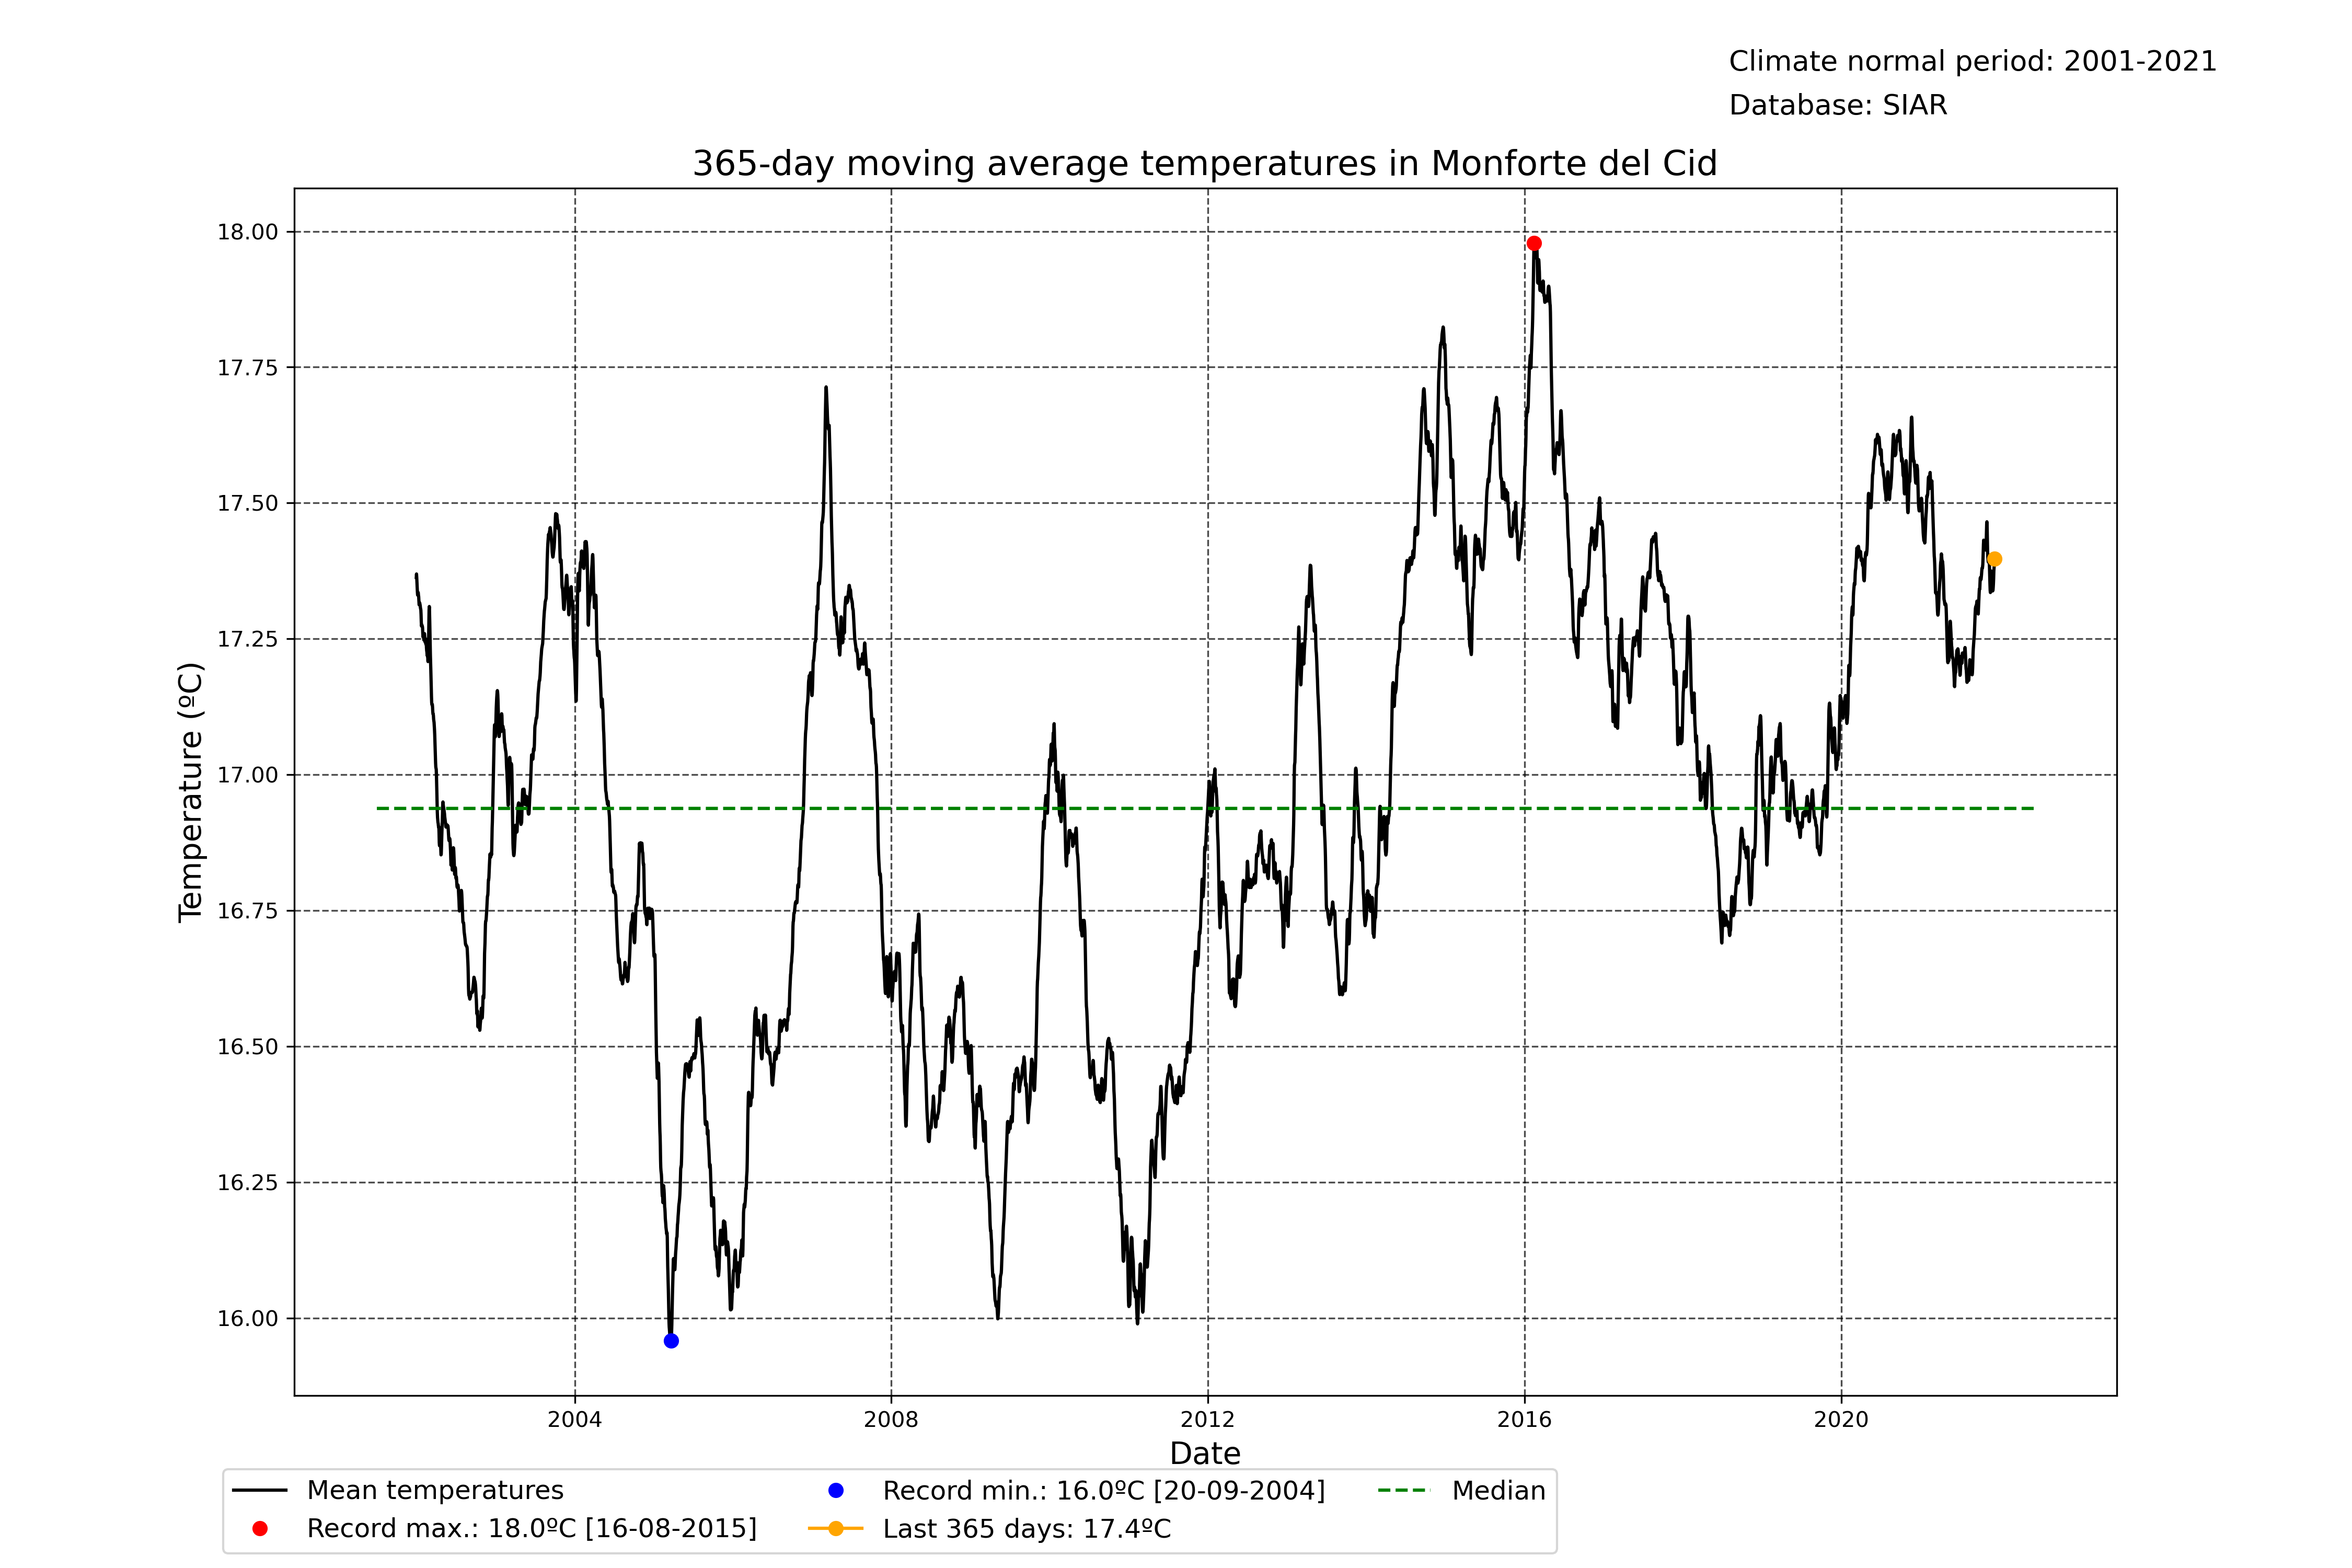 Climate normal period: 2001-2021
Database: SIAR
365-day moving average temperatures in Monforte del Cid
Temperature (ºC)
18.00
17.75
17.50
17.25
17.00
16.75
16.50
16.25
16.00
2004 2008 2012 2016 2020
Date
Mean temperatures Record min.: 16.0ºC [20-09-2004] Median
Record max.: 18.0ºC [16-08-2015] Last 365 days: 17.4ºC